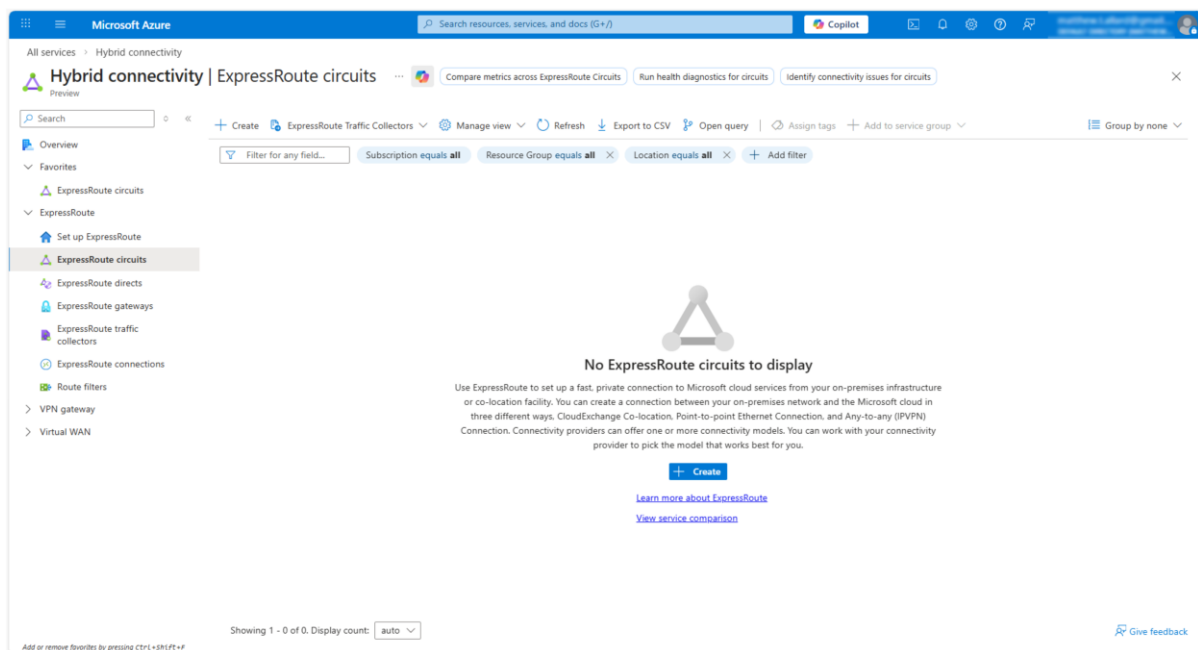 Microsoft Azure
Search resources, services, and docs (G+/)
Copilot
All services > Hybrid connectivity
Hybrid connectivity | ExpressRoute circuits ...
Preview
Compare metrics across ExpressRoute Circuits
Run health diagnostics for circuits
Identify connectivity issues for circuits
Search
Overview
Favorites
ExpressRoute circuits
ExpressRoute
Set up ExpressRoute
ExpressRoute circuits
ExpressRoute directs
ExpressRoute gateways
ExpressRoute traffic
collectors
ExpressRoute connections
Route filters
VPN gateway
Virtual WAN
Add or remove favorites by pressing Ctrl+Shift+F
Create ExpressRoute Traffic Collectors Manage view Refresh Export to CSV Open query Assign tags Add to service group Group by none
Filter for any field... Subscription equals all Resource Group equals all Location equals all Add filter
No ExpressRoute circuits to display
Use ExpressRoute to set up a fast, private connection to Microsoft cloud services from your on-premises infrastructure
or co-location facility. You can create a connection between your on-premises network and the Microsoft cloud in
three different ways, CloudExchange Co-location, Point-to-point Ethernet Connection, and Any-to-any (IPVPN)
Connection. Connectivity providers can offer one or more connectivity models. You can work with your connectivity
provider to pick the model that works best for you.
Create
Learn more about ExpressRoute
View service comparison
Showing 1 - 0 of 0. Display count: auto
Give feedback